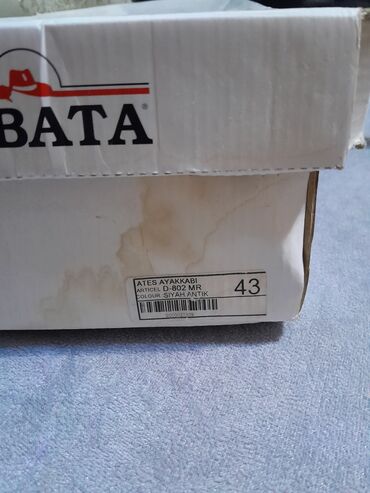 BATA®
ATES AYAKKABI
ARTICEL D-802 MR
COLOUR SIYAH ANTIK
43